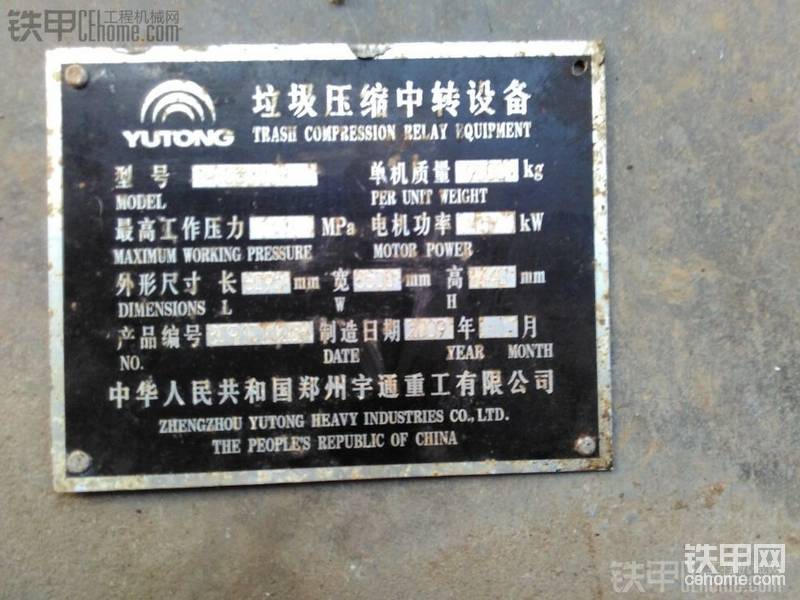 铁甲 工程机械网
CEhome.com
YUTONG
垃圾压缩中转设备
TRASH COMPRESSION RELAY EQUIPMENT
型号 单机质量 kg
MODEL PER UNIT WEIGHT
最高工作压力 MPa 电机功率 kW
MAXIMUM WORKING PRESSURE MOTOR POWER
外形尺寸 长 mm 宽 mm 高 mm
DIMENSIONS L W H
产品编号 制造日期 2009 年 月
NO. DATE YEAR MONTH
中华人民共和国郑州宇通重工有限公司
ZHENGZHOU YUTONG HEAVY INDUSTRIES CO., LTD.
THE PEOPLE'S REPUBLIC OF CHINA
铁甲网
cehome.com